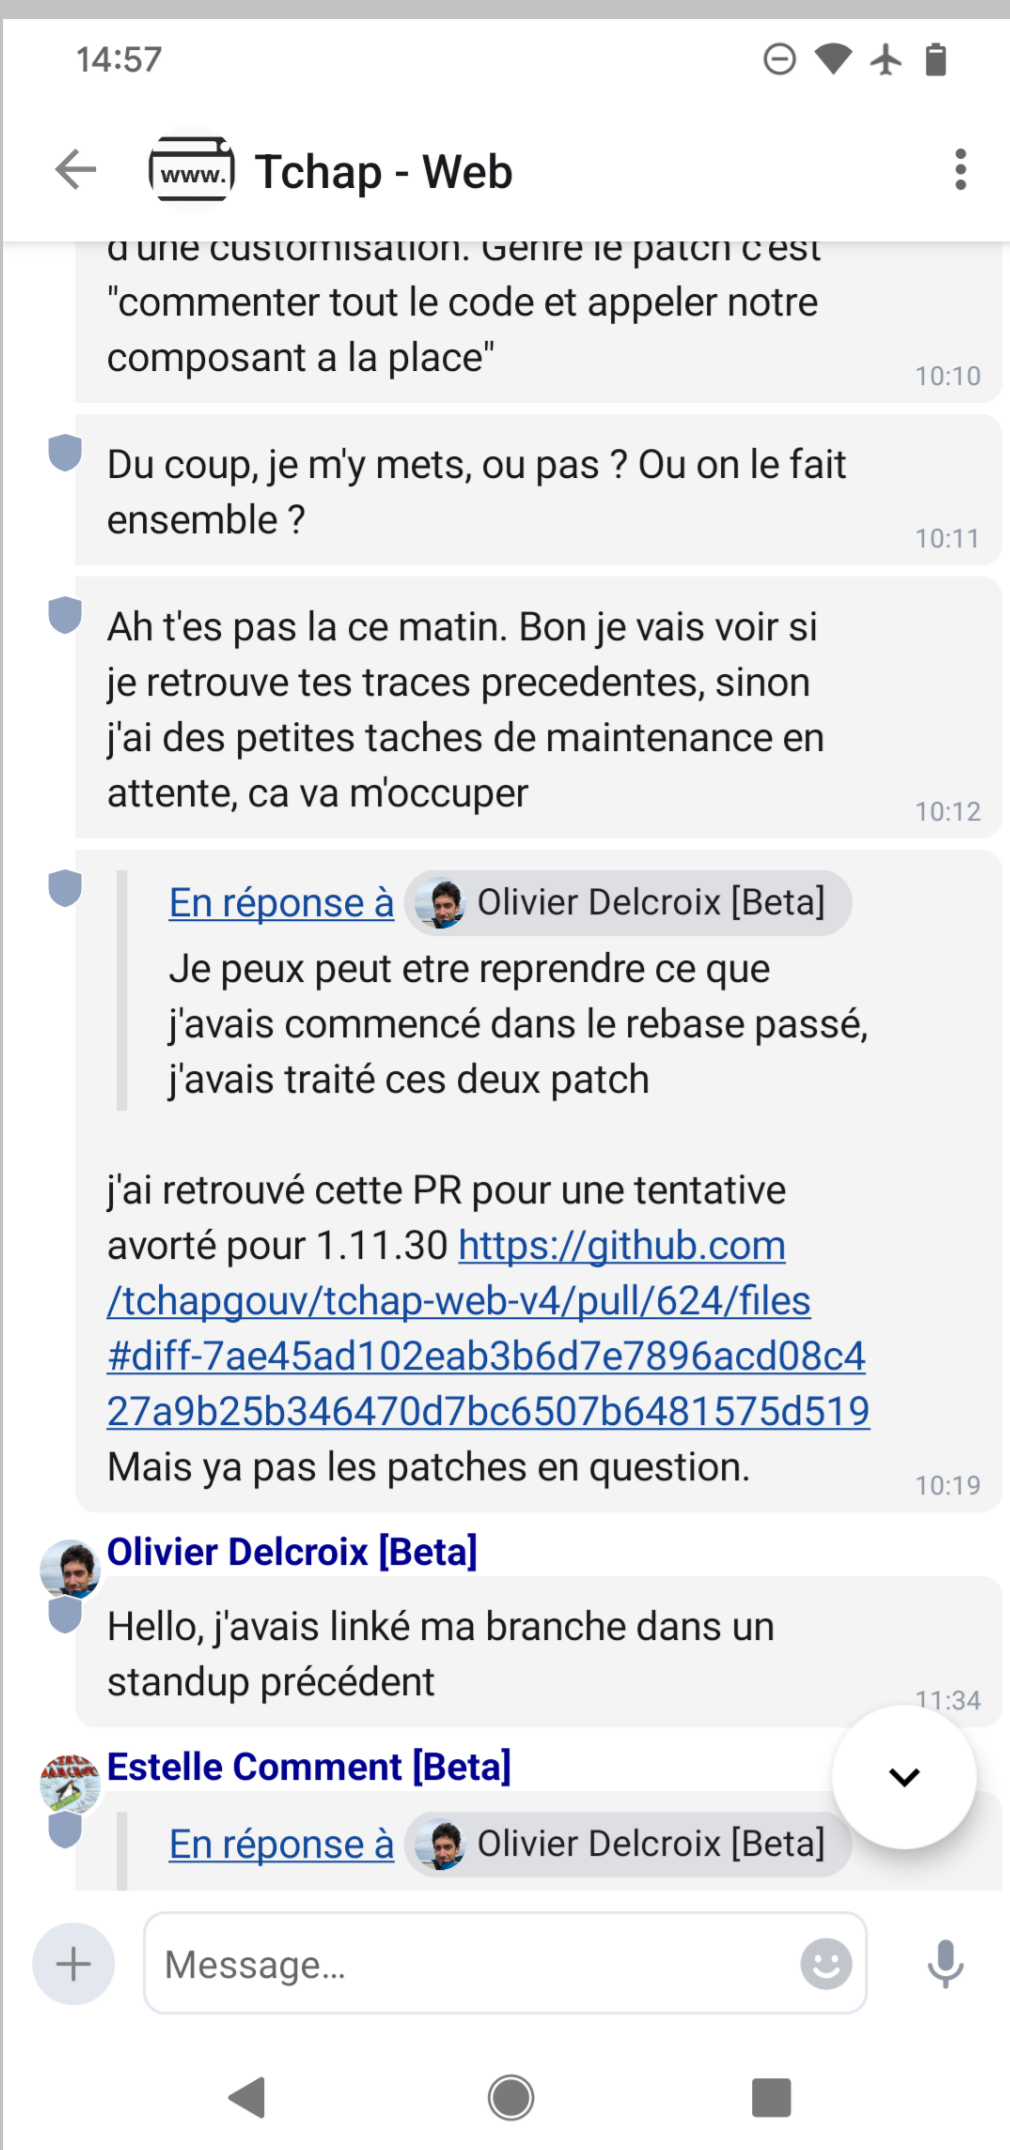 14:57
www.
Tchap - Web
d'une customisation. Genre le patch c'est
"commenter tout le code et appeler notre
composant a la place"
10:10
Du coup, je m'y mets, ou pas ? Ou on le fait
ensemble ?
10:11
Ah t'es pas la ce matin. Bon je vais voir si
je retrouve tes traces precedentes, sinon
j'ai des petites taches de maintenance en
attente, ca va m'occuper
10:12
En réponse à Olivier Delcroix [Beta]
Je peux peut etre reprendre ce que
j'avais commencé dans le rebase passé,
j'avais traité ces deux patch
j'ai retrouvé cette PR pour une tentative
avorté pour 1.11.30 https://github.com
/tchapgouv/tchap-web-v4/pull/624/files
#diff-7ae45ad102eab3b6d7e7896acd08c4
27a9b25b346470d7bc6507b6481575d519
Mais ya pas les patches en question.
10:19
Olivier Delcroix [Beta]
Hello, j'avais linké ma branche dans un
standup précédent
11:34
Estelle Comment [Beta]
En réponse à Olivier Delcroix [Beta]
Message…